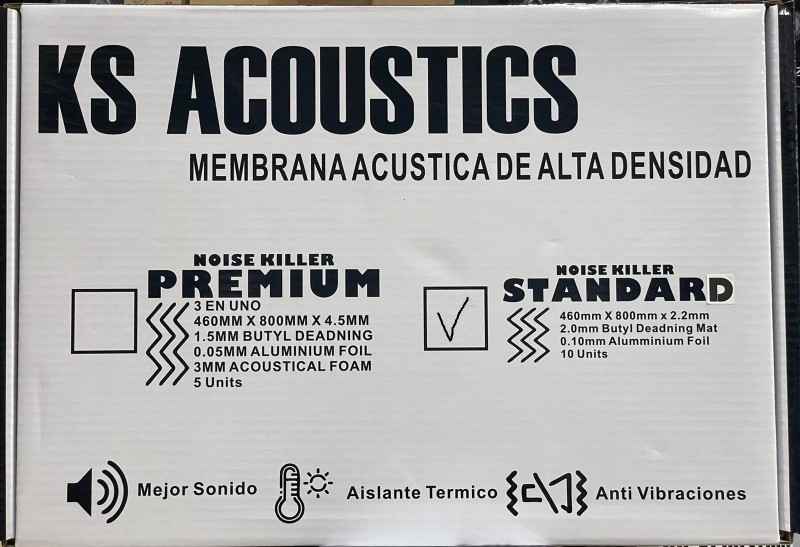 KS ACOUSTICS
MEMBRANA ACUSTICA DE ALTA DENSIDAD
NOISE KILLER
PREMIUM
3 EN UNO
460MM X 800MM X 4.5MM
1.5MM BUTYL DEADNING
0.05MM ALUMINIUM FOIL
3MM ACOUSTICAL FOAM
5 Units
NOISE KILLER
STANDARD
460mm X 800mm x 2.2mm
2.0mm Butyl Deadning Mat
0.10mm Alumminium Foil
10 Units
Mejor Sonido
Aislante Termico
Anti Vibraciones